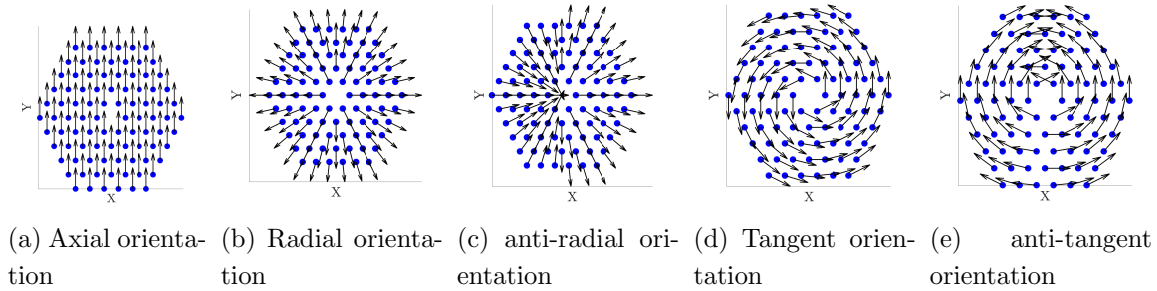 Y
X
Y
X
Y
X
Y
X
Y
X
(a) Axial orienta-
tion
(b) Radial orienta-
tion
(c) anti-radial ori-
entation
(d) Tangent orien-
tation
(e) anti-tangent
orientation